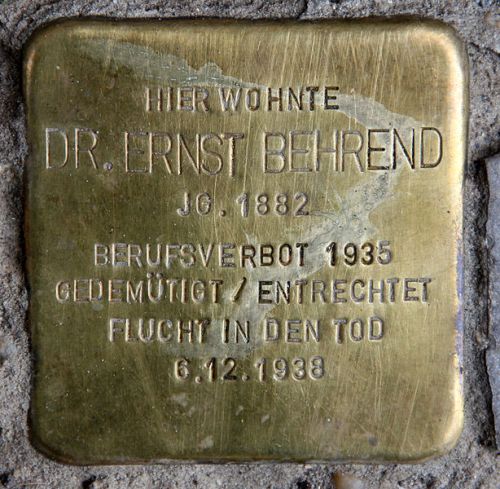 HIER WOHNTE
DR. ERNST BEHREND
JG. 1882
BERUFSVERBOT 1935
GEDEMÜTIGT / ENTRECHTET
FLUCHT IN DEN TOD
6.12.1938